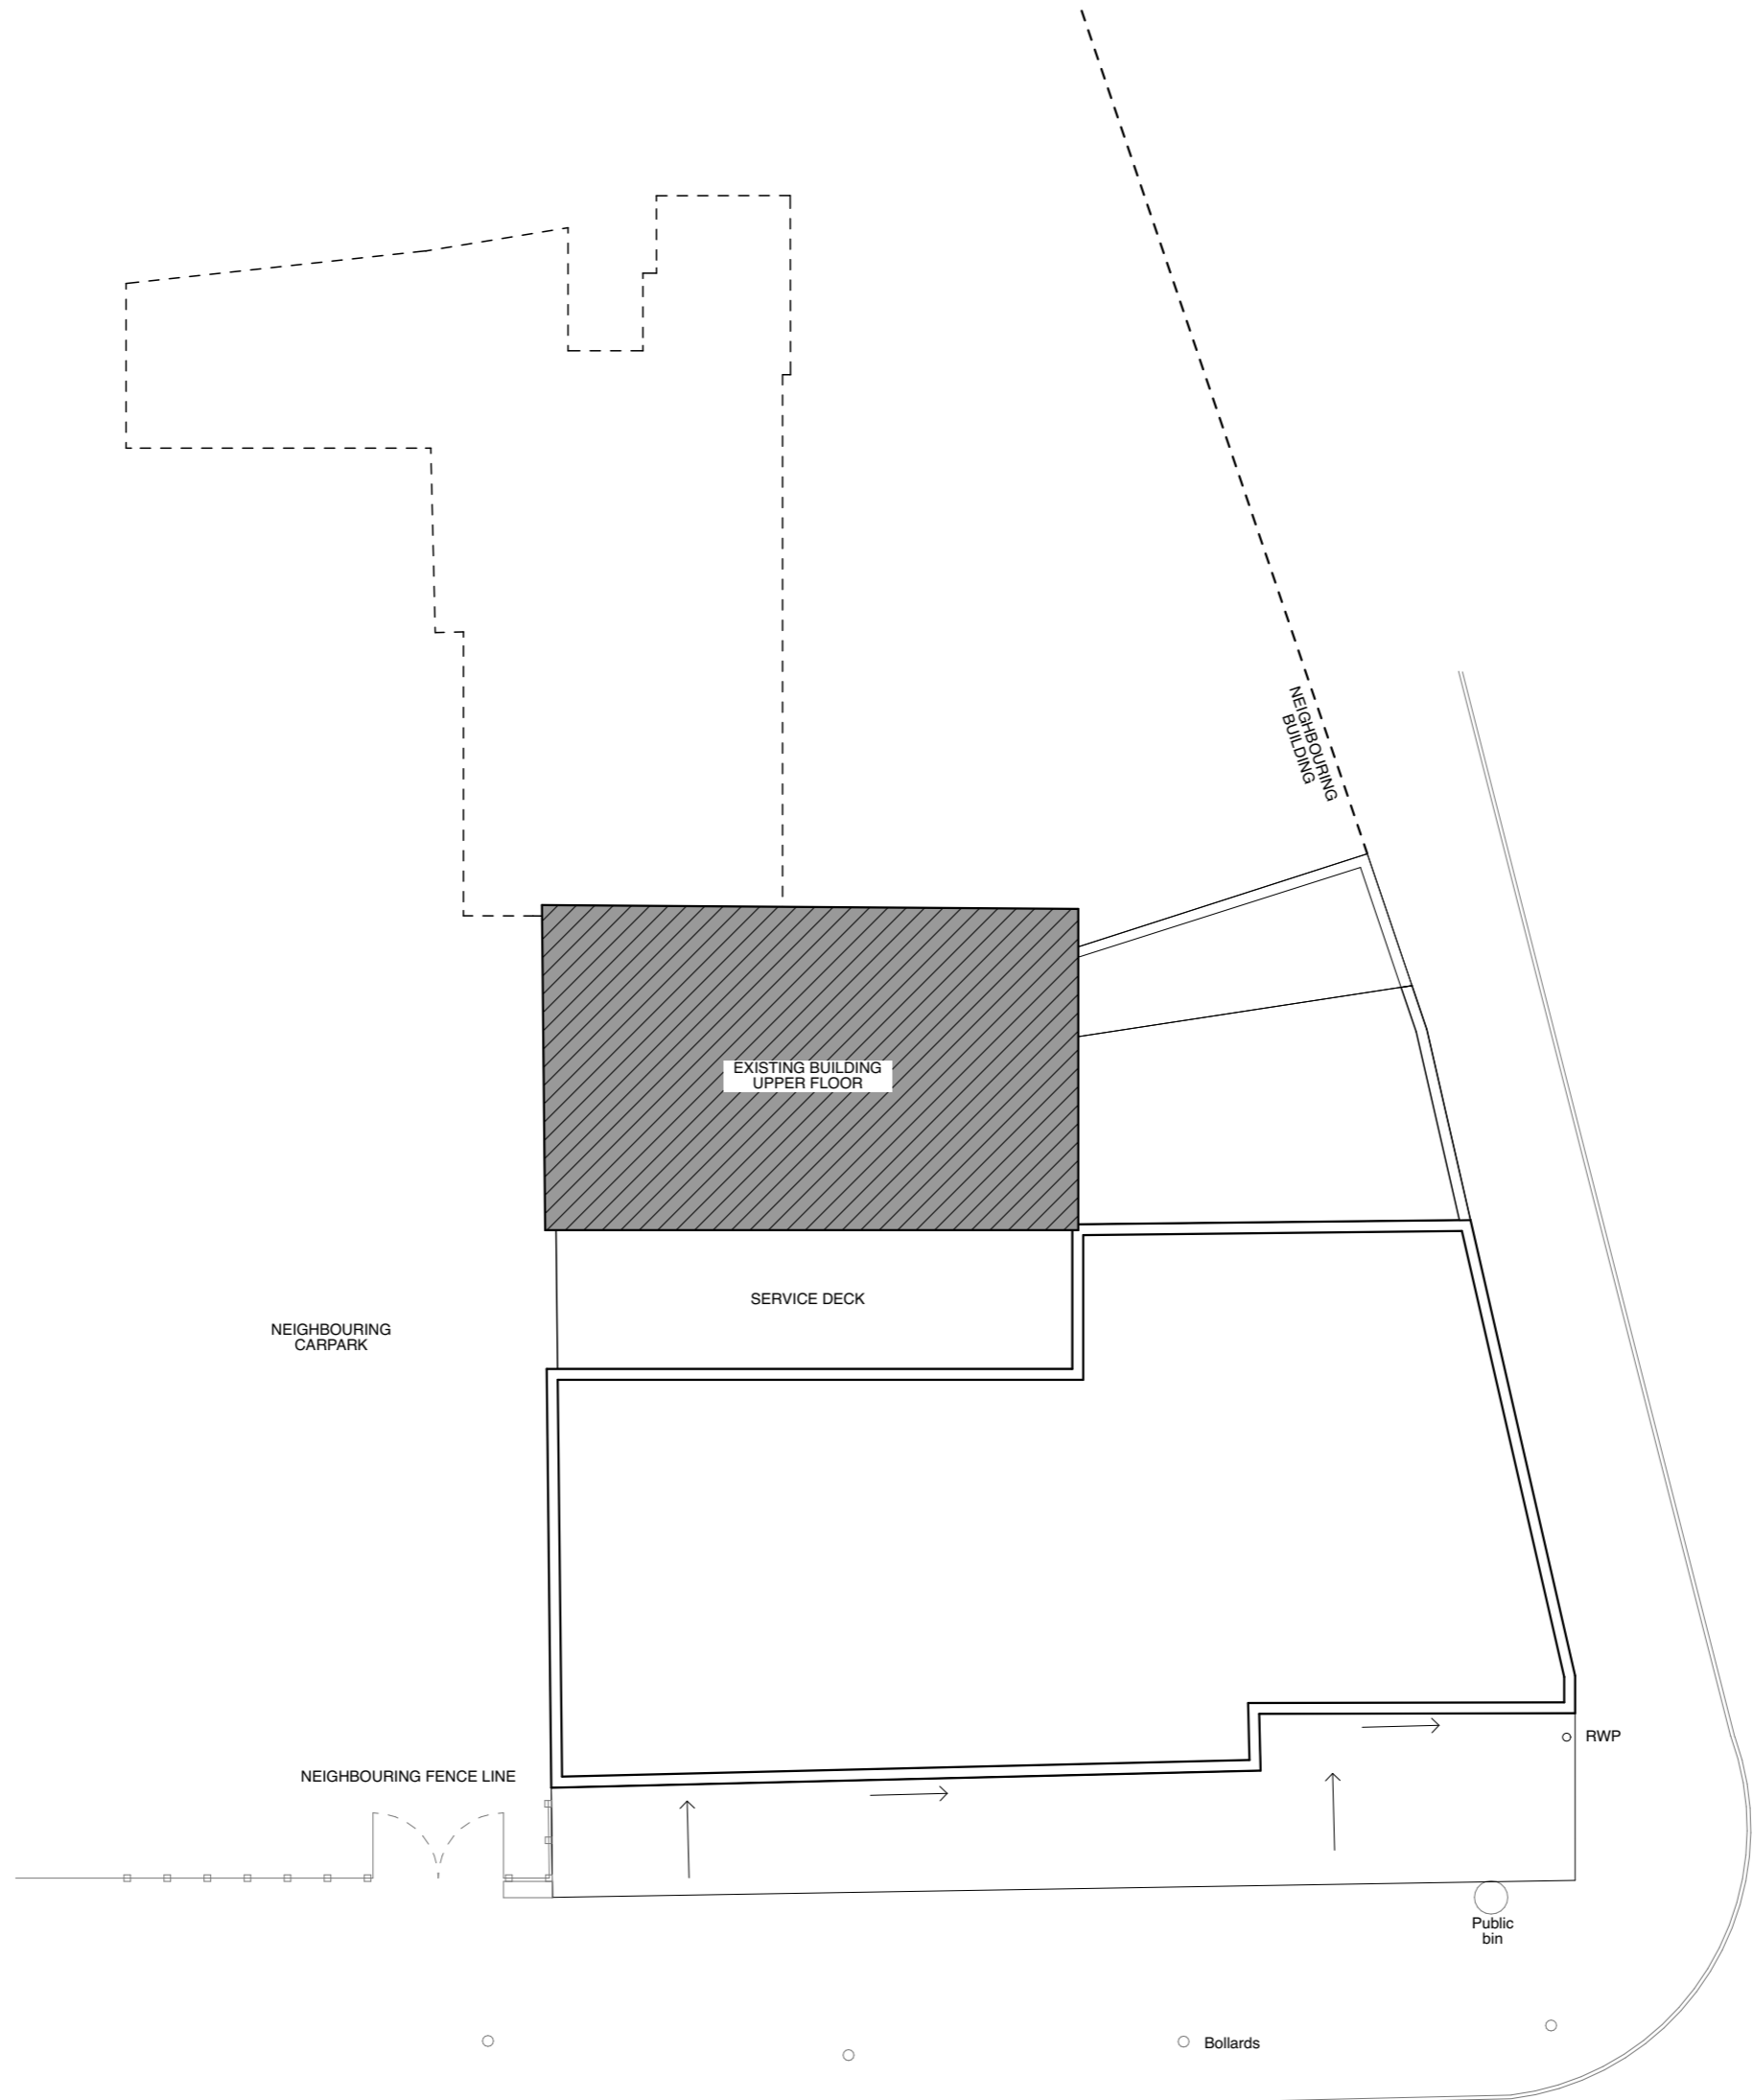 NEIGHBOURING
BUILDING
EXISTING BUILDING
UPPER FLOOR
SERVICE DECK
NEIGHBOURING
CARPARK
RWP
NEIGHBOURING FENCE LINE
Public
bin
Bollards